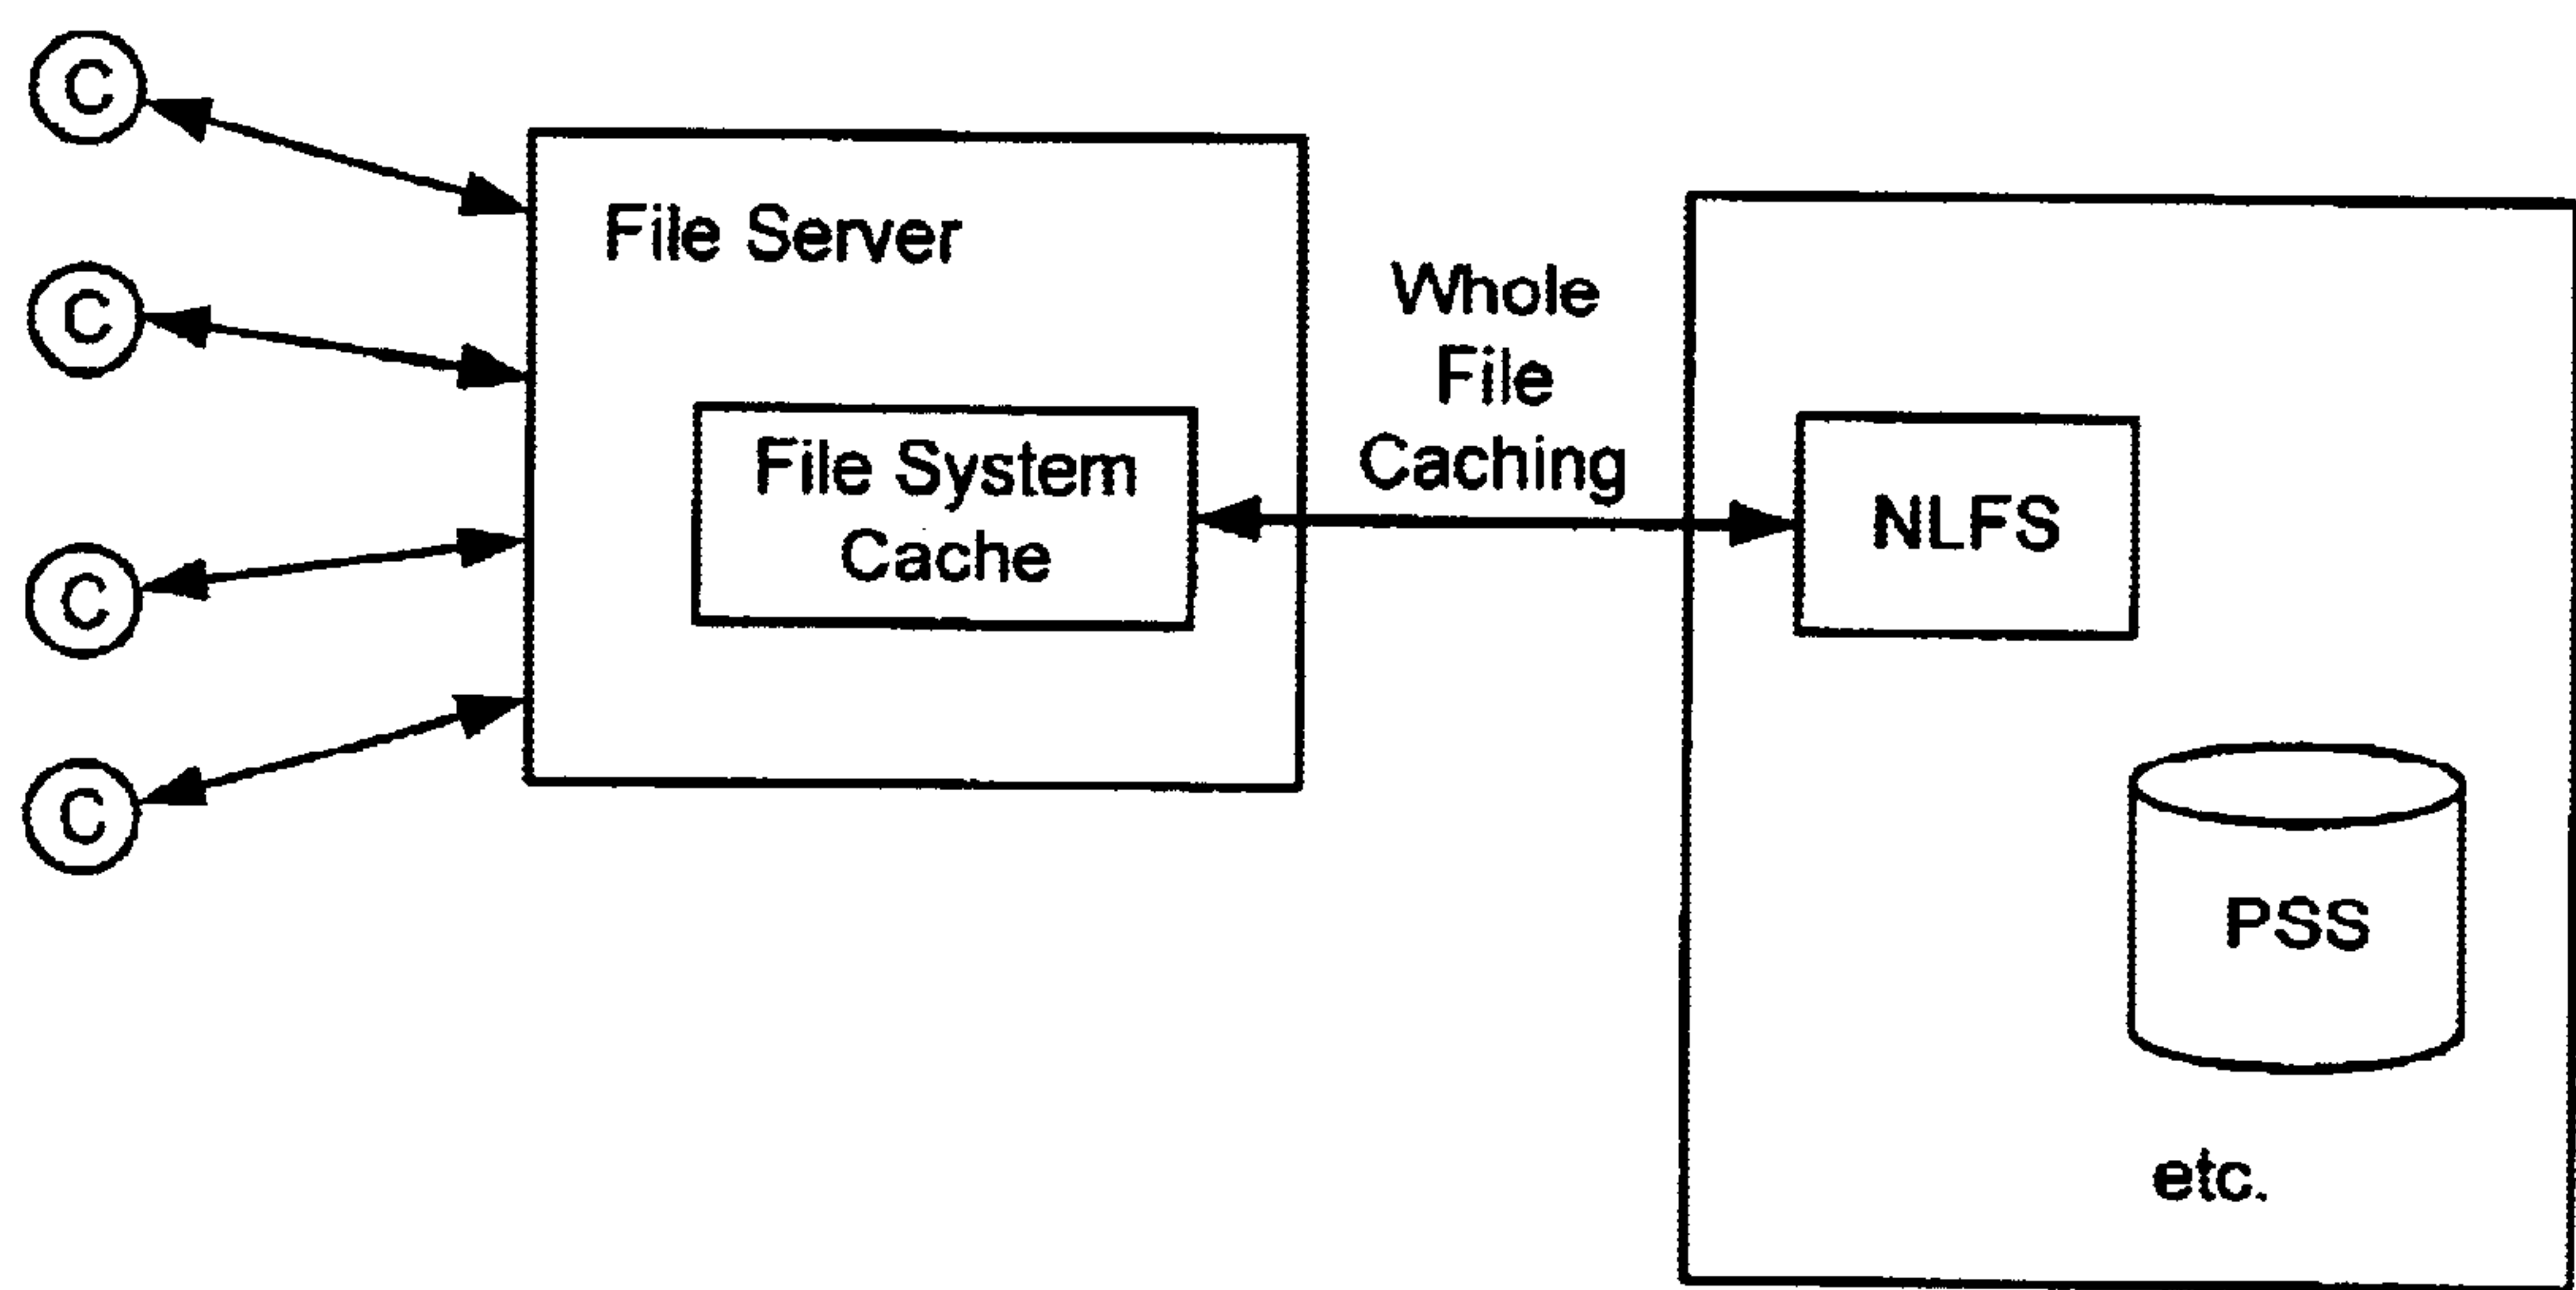 C
C
C
C
File Server
File System
Cache
Whole
File
Caching
NLFS
PSS
etc.